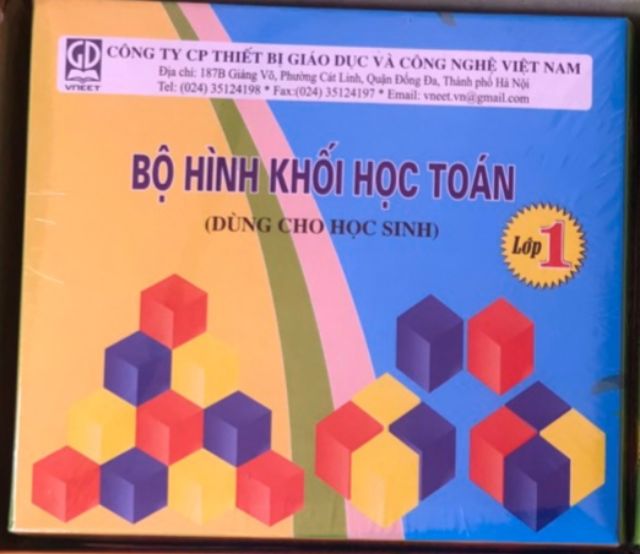 GD
VNEET
CÔNG TY CP THIẾT BỊ GIÁO DỤC VÀ CÔNG NGHỆ VIỆT NAM
Địa chỉ: 187B Giảng Võ, Phường Cát Linh, Quận Đống Đa, Thành phố Hà Nội
Tel: (024) 35124198 * Fax:(024) 35124197 * Email: vneet.vn@gmail.com
BỘ HÌNH KHỐI HỌC TOÁN
(DÙNG CHO HỌC SINH)
Lớp 1